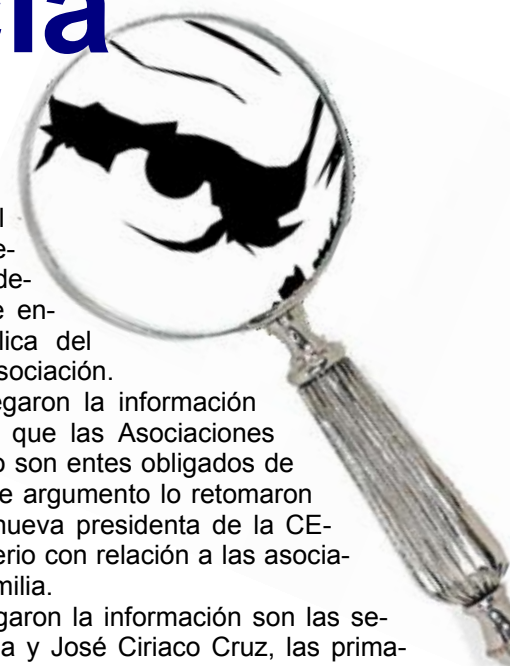 cia
l
e-
de-
e en-
lica del
sociación.
egaron la información
que las Asociaciones
o son entes obligados de
e argumento lo retomaron
nueva presidenta de la CE-
erio con relación a las asocia-
milia.
garon la información son las se-
a y José Ciriaco Cruz, las prima-